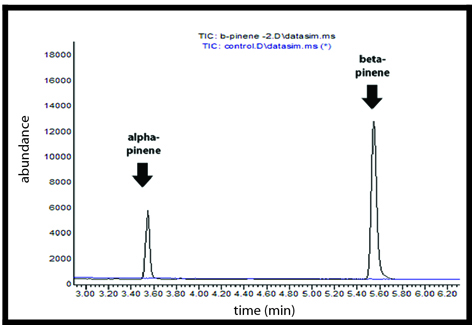 TIC: b-pinene -2.D\datasim.ms
TIC: control.D\datasim.ms (*)
beta-
pinene
alpha-
pinene
abundance
18000
16000
14000
12000
10000
8000
6000
4000
2000
0
3.00 3.20 3.40 3.60 3.80 4.00 4.20 4.40 4.60 4.80 5.00 5.20 5.40 5.60 5.80 6.00 6.20
time (min)